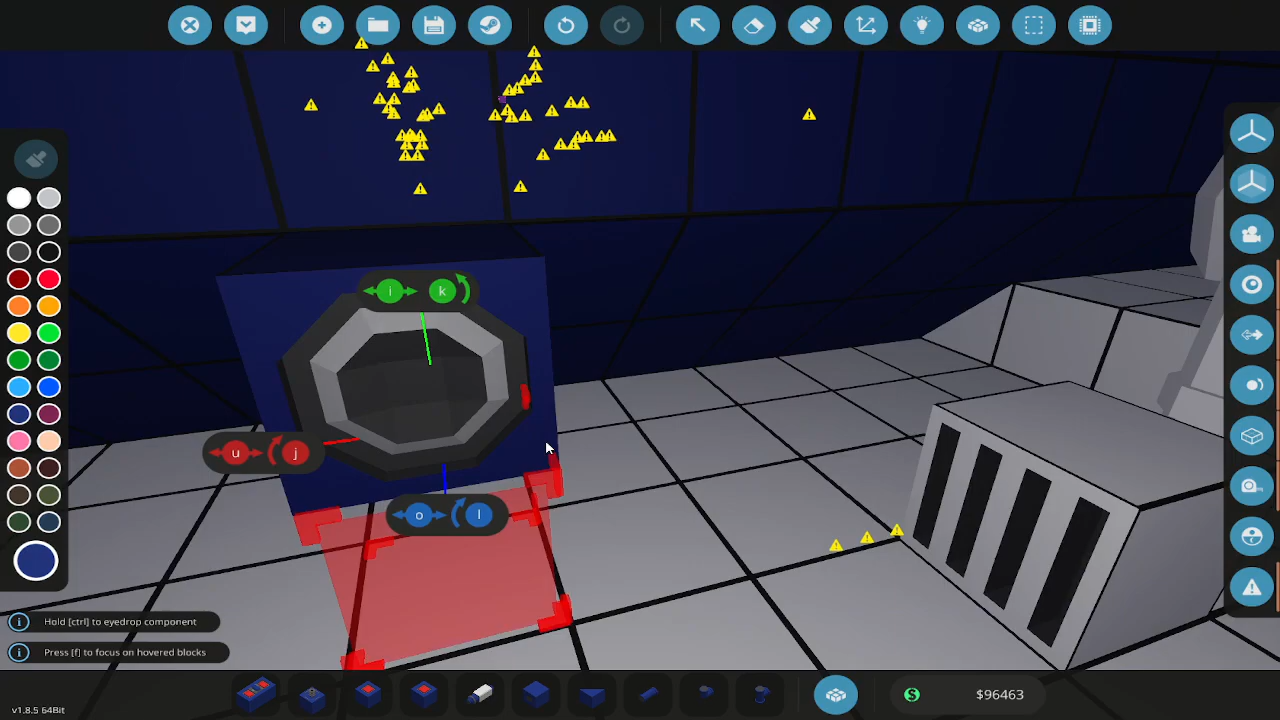 i k
u j
o l
Hold [ctrl] to eyedrop component
Press [f] to focus on hovered blocks
$ $96463
v1.8.5 64Bit